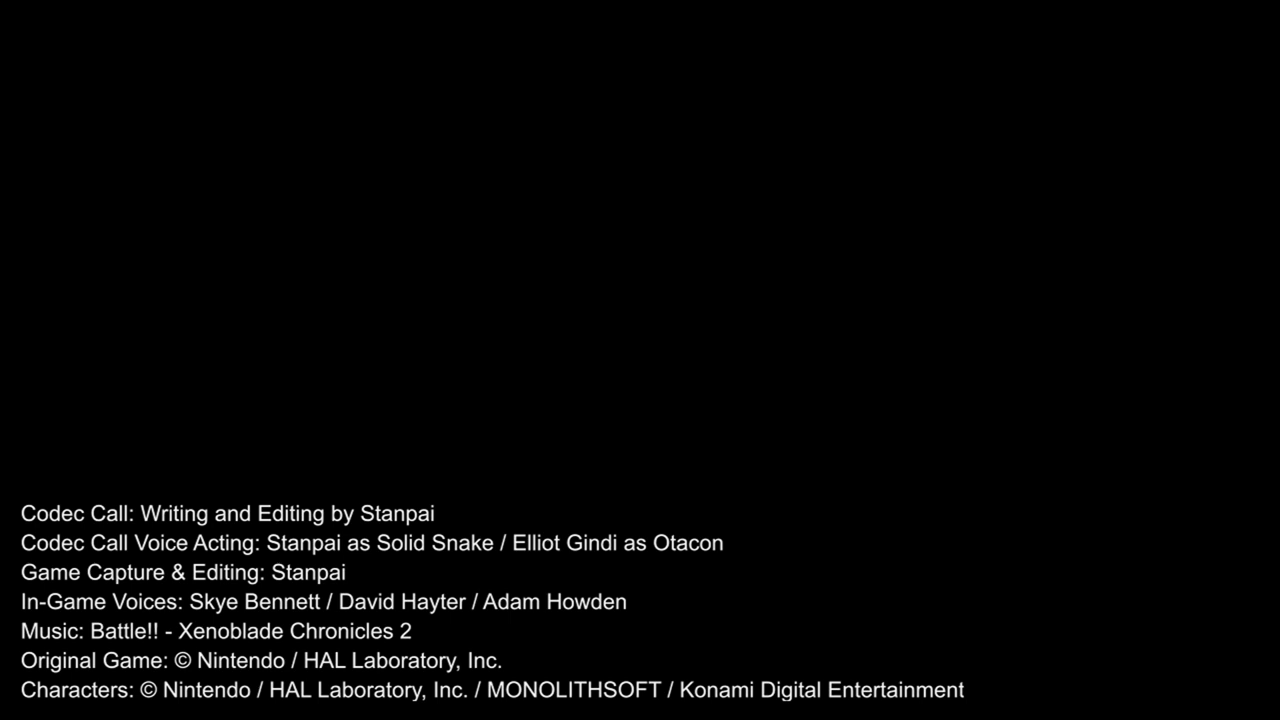 Codec Call: Writing and Editing by Stanpai
Codec Call Voice Acting: Stanpai as Solid Snake / Elliot Gindi as Otacon
Game Capture & Editing: Stanpai
In-Game Voices: Skye Bennett / David Hayter / Adam Howden
Music: Battle!! - Xenoblade Chronicles 2
Original Game: © Nintendo / HAL Laboratory, Inc.
Characters: © Nintendo / HAL Laboratory, Inc. / MONOLITHSOFT / Konami Digital Entertainment